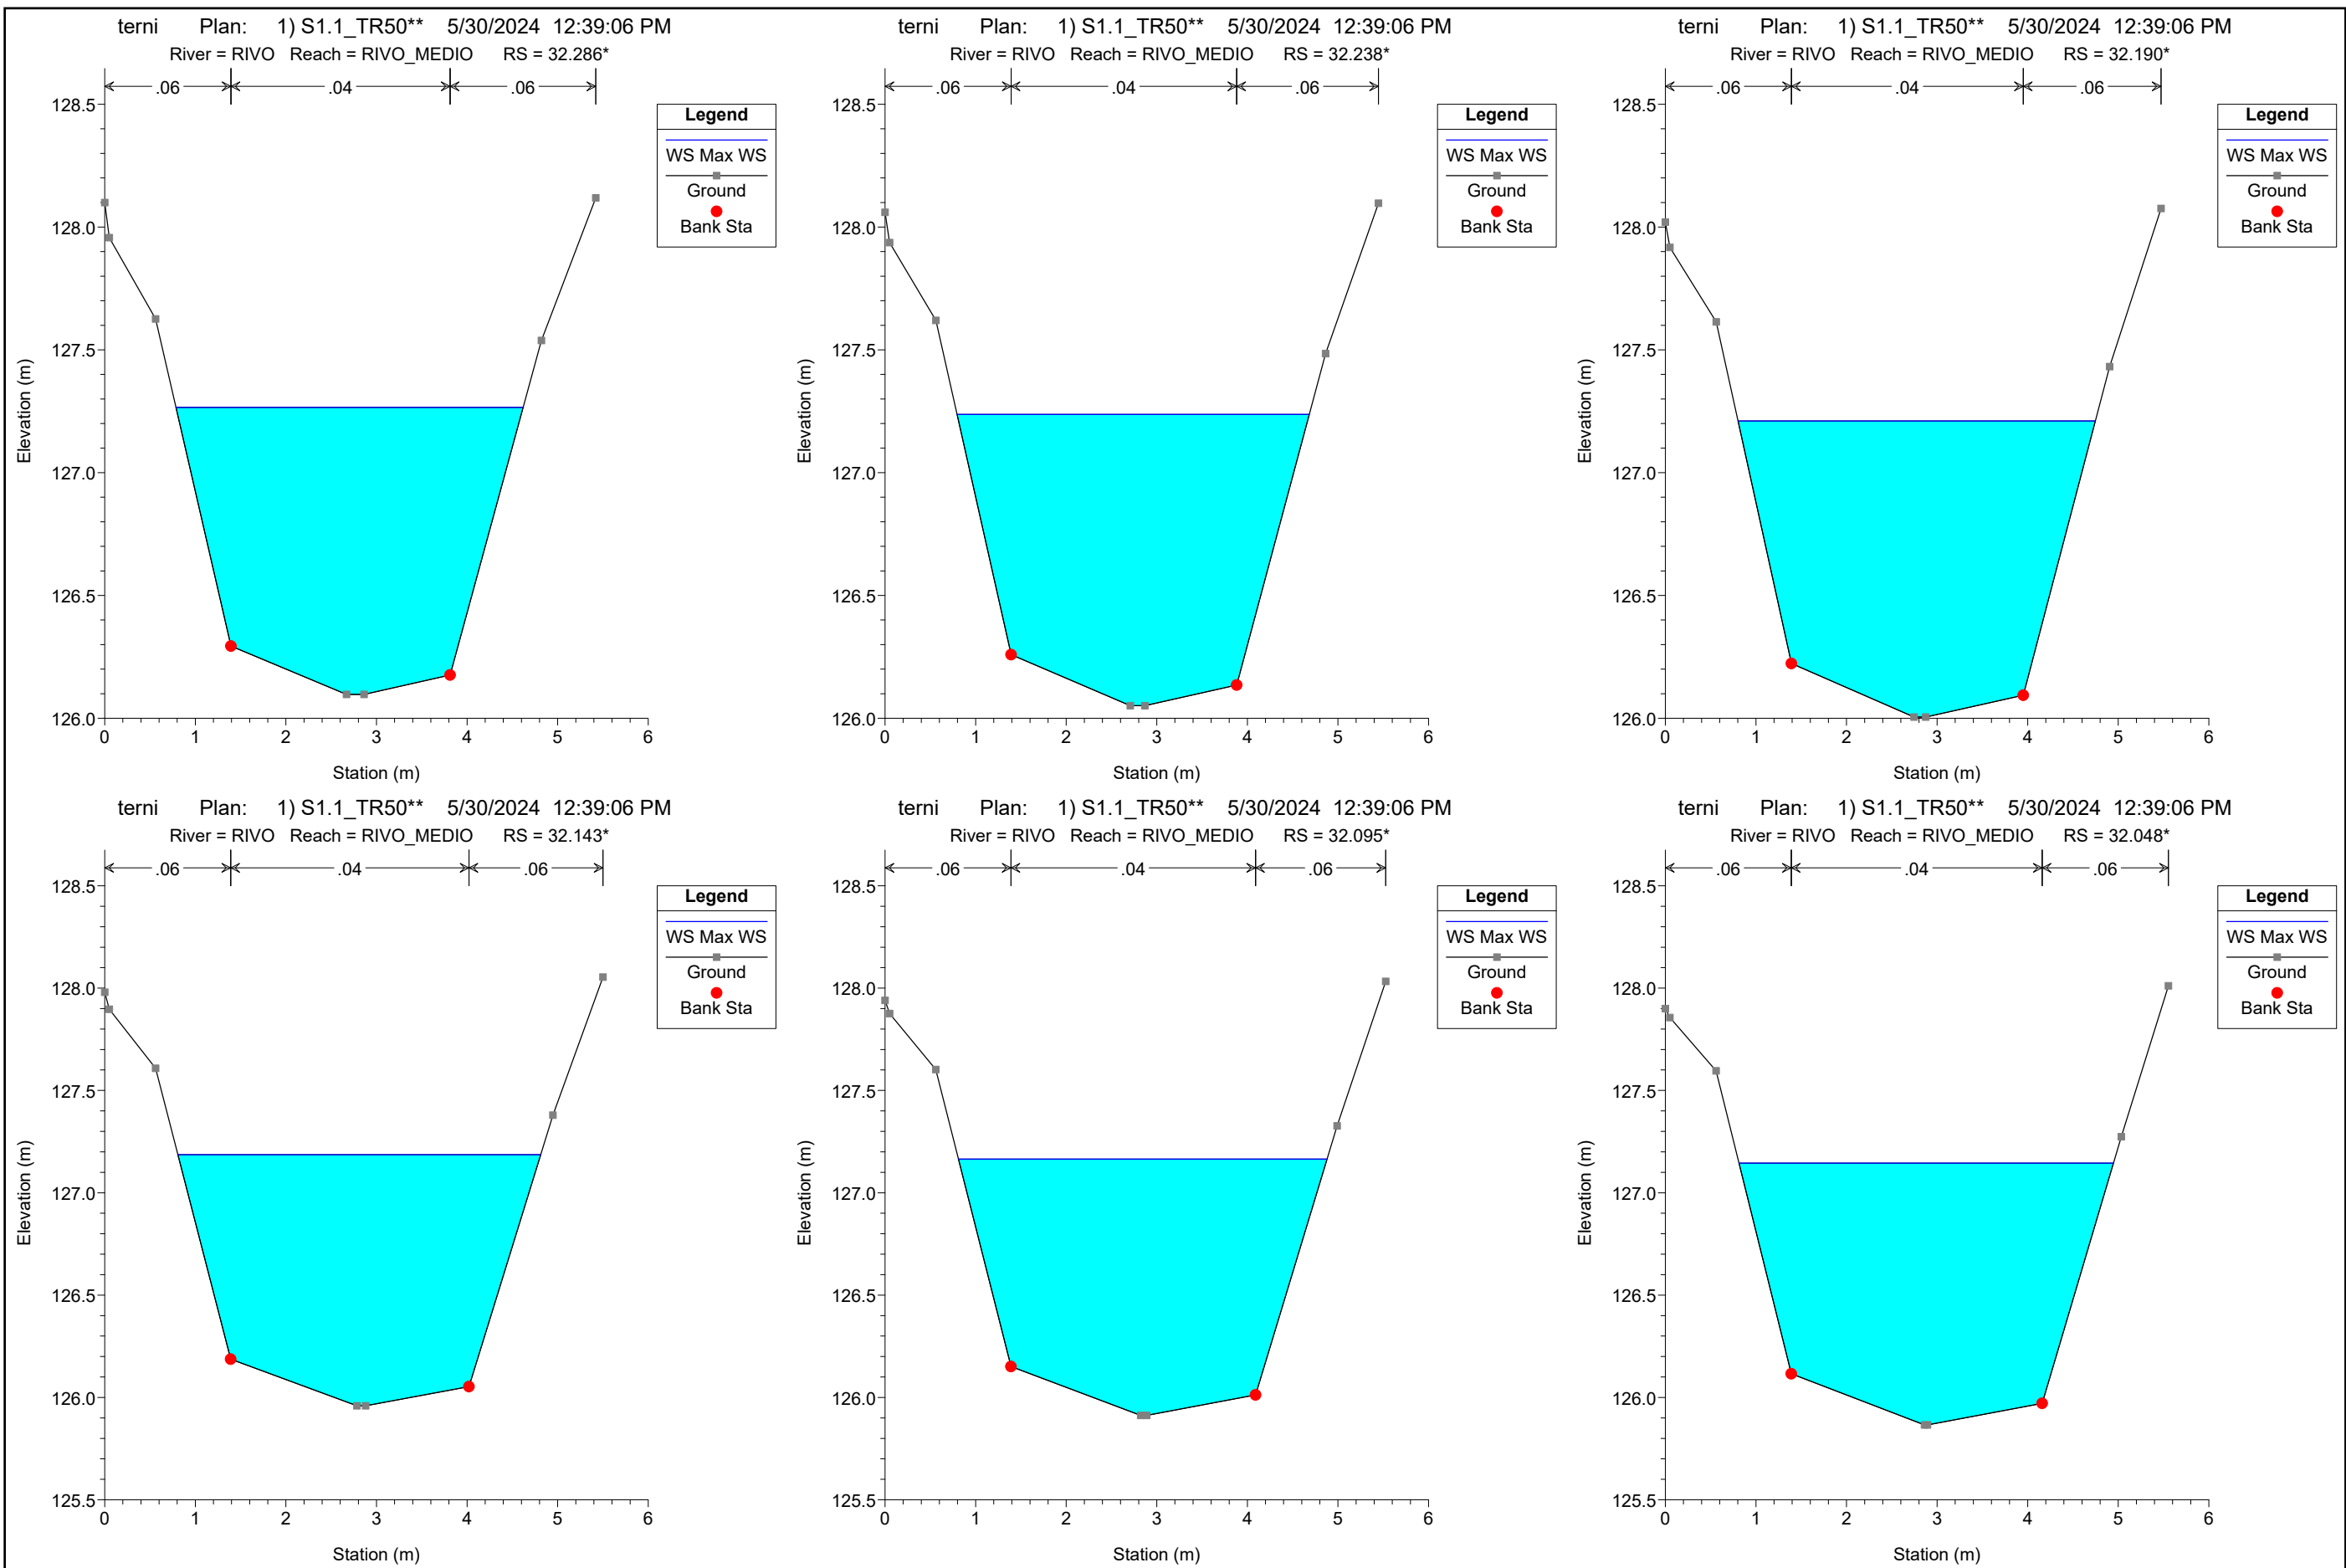 terni Plan: 1) S1.1_TR50** 5/30/2024 12:39:06 PM
River = RIVO Reach = RIVO_MEDIO RS = 32.286*
.06 .04 .06
128.5
128.0
127.5
127.0
126.5
126.0
0 1 2 3 4 5 6
Station (m)
Elevation (m)
Legend
WS Max WS
Ground
Bank Sta
terni Plan: 1) S1.1_TR50** 5/30/2024 12:39:06 PM
River = RIVO Reach = RIVO_MEDIO RS = 32.238*
.06 .04 .06
128.5
128.0
127.5
127.0
126.5
126.0
0 1 2 3 4 5 6
Station (m)
Elevation (m)
Legend
WS Max WS
Ground
Bank Sta
terni Plan: 1) S1.1_TR50** 5/30/2024 12:39:06 PM
River = RIVO Reach = RIVO_MEDIO RS = 32.190*
.06 .04 .06
128.5
128.0
127.5
127.0
126.5
126.0
0 1 2 3 4 5 6
Station (m)
Elevation (m)
Legend
WS Max WS
Ground
Bank Sta
terni Plan: 1) S1.1_TR50** 5/30/2024 12:39:06 PM
River = RIVO Reach = RIVO_MEDIO RS = 32.143*
.06 .04 .06
128.5
128.0
127.5
127.0
126.5
126.0
125.5
0 1 2 3 4 5 6
Station (m)
Elevation (m)
Legend
WS Max WS
Ground
Bank Sta
terni Plan: 1) S1.1_TR50** 5/30/2024 12:39:06 PM
River = RIVO Reach = RIVO_MEDIO RS = 32.095*
.06 .04 .06
128.5
128.0
127.5
127.0
126.5
126.0
125.5
0 1 2 3 4 5 6
Station (m)
Elevation (m)
Legend
WS Max WS
Ground
Bank Sta
terni Plan: 1) S1.1_TR50** 5/30/2024 12:39:06 PM
River = RIVO Reach = RIVO_MEDIO RS = 32.048*
.06 .04 .06
128.5
128.0
127.5
127.0
126.5
126.0
125.5
0 1 2 3 4 5 6
Station (m)
Elevation (m)
Legend
WS Max WS
Ground
Bank Sta